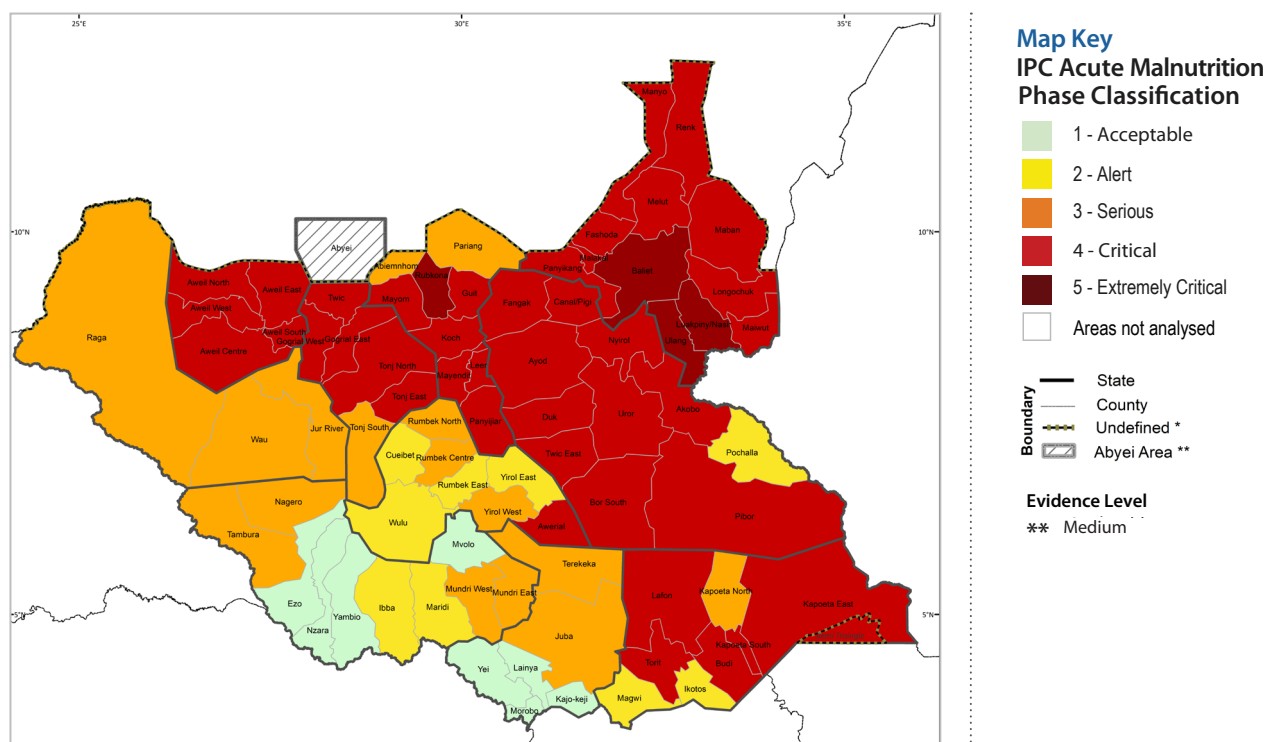 25°E 30°E 35°E
Map Key
IPC Acute Malnutrition
Phase Classification
1 - Acceptable
2 - Alert
3 - Serious
4 - Critical
5 - Extremely Critical
Areas not analysed
Boundary
State
County
Undefined *
Abyei Area **
Evidence Level
** Medium
Manyo
Renk
Melut
Maban
Fashoda
10°N
10°N
Abyei
Pariang
Abiemnhom
Rubkona
Panyikang
Malakal
Baliet
Longochuk
Aweil North
Aweil East
Twic
Mayom
Guit
Fangak
Canal/Pigi
Luakpiny/Nasir
Maiwut
Aweil West
Aweil South
Gogrial West
Gogrial East
Koch
Nyirol
Ulang
Raga
Aweil Centre
Tonj North
Mayendit
Leer
Ayod
Tonj East
Panyijiar
Duk
Uror
Akobo
Wau
Jur River
Tonj South
Rumbek North
Cueibet
Rumbek Centre
Twic East
Pochalla
Rumbek East
Yirol East
Nagero
Wulu
Yirol West
Bor South
Pibor
Tambura
Awerial
Mvolo
Terekeka
Ezo
Nzara
Yambio
Ibba
Maridi
Mundri West
Mundri East
Lafon
Kapoeta North
Kapoeta East
5°N
5°N
Juba
Kapoeta South
Torit
Budi
Yei
Lainya
Morobo
Kajo-keji
Magwi
Ikotos